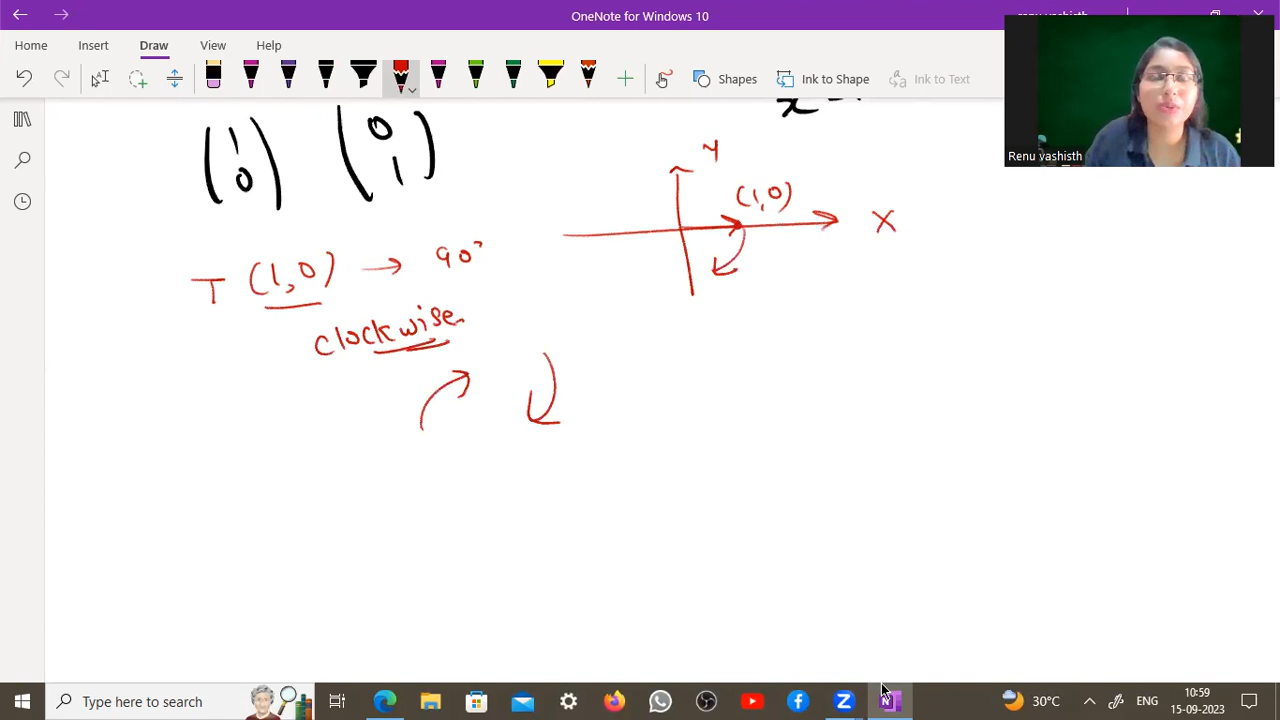 OneNote for Windows 10
renu vashisth
Home Insert Draw View Help
Shapes Ink to Shape Ink to Text
Renu vashisth
(1 0) (0 1)
Y
(1,0)
X
T (1,0) → 90°
clockwise
Type here to search
30°C ENG 10:59
15-09-2023